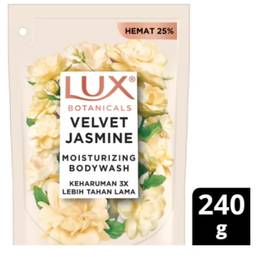 HEMAT 25%
LUX®
BOTANICALS
VELVET
JASMINE
MOISTURIZING
BODYWASH
KEHARUMAN 3X
LEBIH TAHAN LAMA
240
g